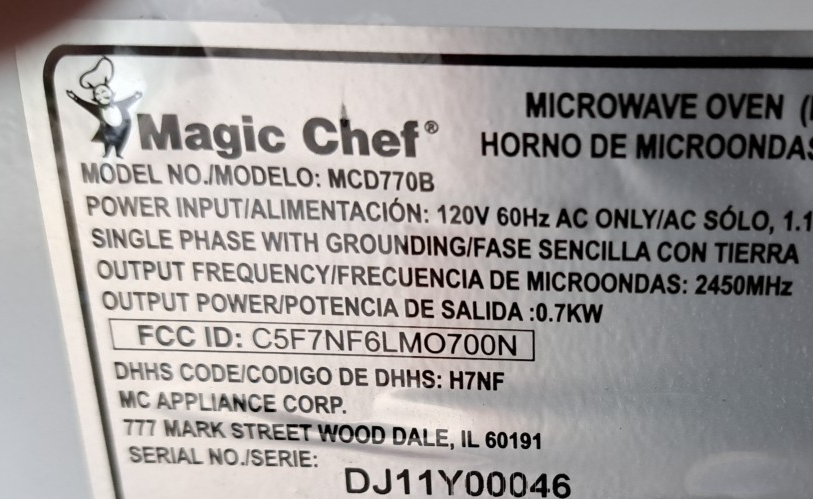 Magic Chef®
MICROWAVE OVEN
HORNO DE MICROONDAS
MODEL NO./MODELO: MCD770B
POWER INPUT/ALIMENTACIÓN: 120V 60Hz AC ONLY/AC SÓLO, 1.1
SINGLE PHASE WITH GROUNDING/FASE SENCILLA CON TIERRA
OUTPUT FREQUENCY/FRECUENCIA DE MICROONDAS: 2450MHz
OUTPUT POWER/POTENCIA DE SALIDA :0.7KW
FCC ID: C5F7NF6LMO700N
DHHS CODE/CODIGO DE DHHS: H7NF
MC APPLIANCE CORP.
777 MARK STREET WOOD DALE, IL 60191
SERIAL NO./SERIE:
DJ11Y00046